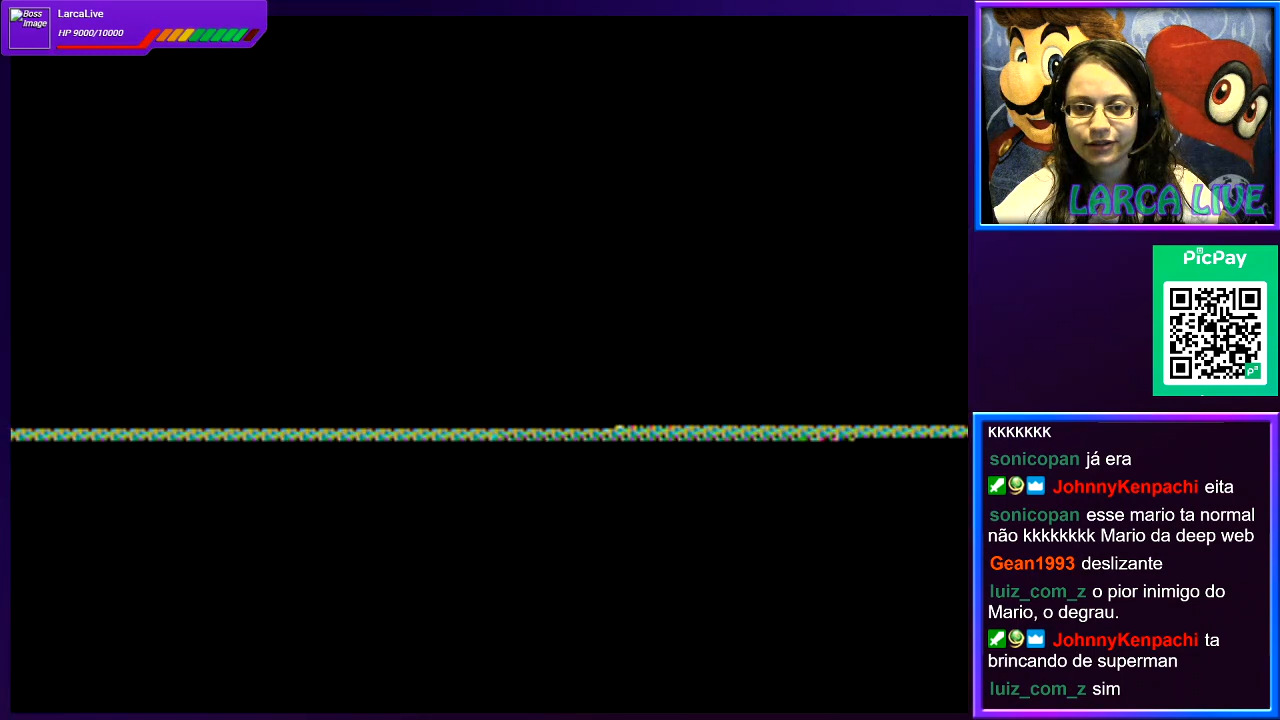 Boss
Image
LarcaLive
HP 9000/10000
LARCA LIVE
PicPay
KKKKKKK
sonicopan já era
JohnnyKenpachi eita
sonicopan esse mario ta normal
não kkkkkkkk Mario da deep web
Gean1993 deslizante
luiz_com_z o pior inimigo do
Mario, o degrau.
JohnnyKenpachi ta
brincando de superman
luiz_com_z sim